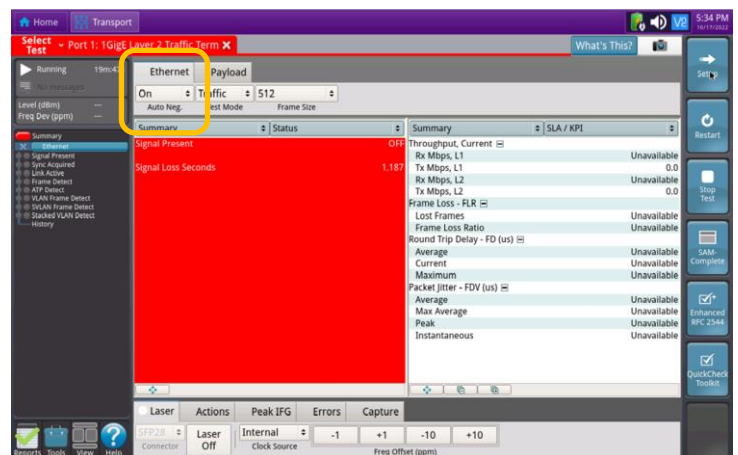 Home Transport
V2 5:34 PM
10/11/2022
Select Test Port 1: 1GigE Layer 2 Traffic Term X
What's This?
Running 19m:47
No messages
Level (dBm) ---
Freq Dev (ppm) ---
Summary
Ethernet
Signal Present
Sync Acquired
Link Active
Frame Detect
ATP Detect
VLAN Frame Detect
SVLAN Frame Detect
Stacked VLAN Detect
History
Ethernet Payload
On Traffic 512
Auto Neg. Test Mode Frame Size
Summary Status
Signal Present OFF
Signal Loss Seconds 1,187
Summary SLA / KPI
Throughput, Current
Rx Mbps, L1 Unavailable
Tx Mbps, L1 0.0
Rx Mbps, L2 Unavailable
Tx Mbps, L2 0.0
Frame Loss - FLR
Lost Frames Unavailable
Frame Loss Ratio Unavailable
Round Trip Delay - FD (us)
Average Unavailable
Current Unavailable
Maximum Unavailable
Packet Jitter - FDV (us)
Average Unavailable
Max Average Unavailable
Peak Unavailable
Instantaneous Unavailable
Setup
Restart
Stop Test
SAM-Complete
Enhanced RFC 2544
QuickCheck Toolkit
Laser Actions Peak IFG Errors Capture
SFP28 Laser Off Internal -1 +1 -10 +10
Connector Clock Source Freq Offset (ppm)
Reports Tools View Help